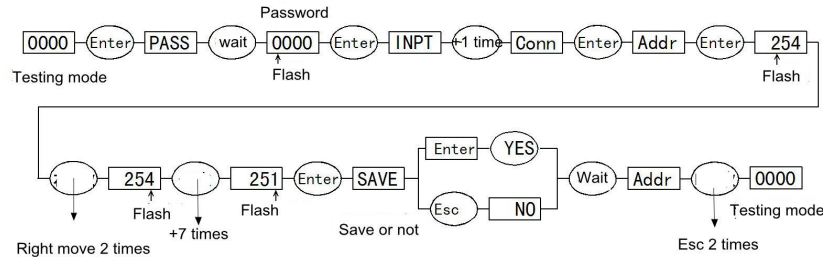 Password
0000 Enter PASS wait 0000 Enter INPT +1 time Conn Enter Addr Enter 254
Testing mode Flash Flash
254 251 Enter SAVE Enter YES Esc NO Wait Addr 0000
Flash Flash Save or not Testing mode
Right move 2 times +7 times Esc 2 times